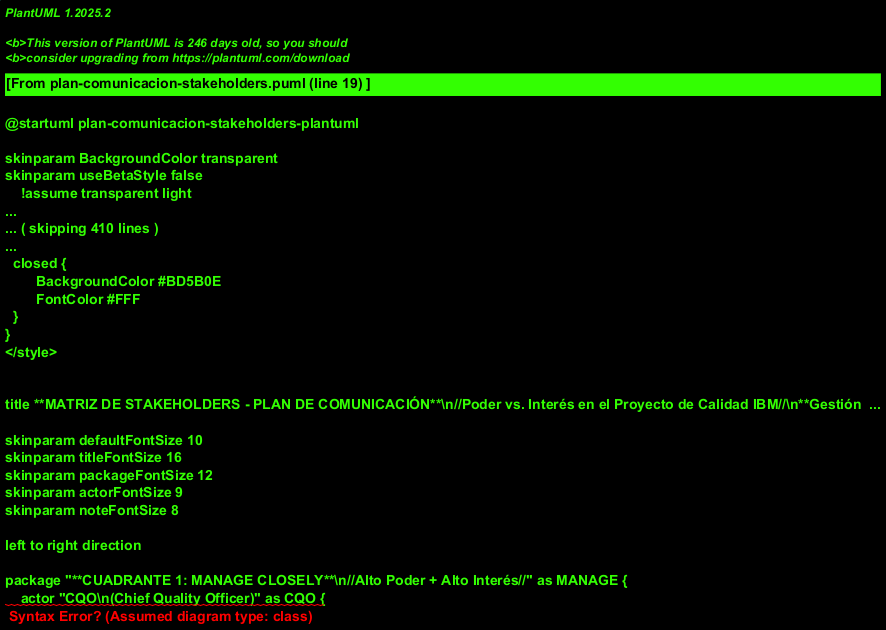 PlantUML 1.2025.2
<b>This version of PlantUML is 246 days old, so you should
<b>consider upgrading from https://plantuml.com/download
[From plan-comunicacion-stakeholders.puml (line 19) ]
@startuml plan-comunicacion-stakeholders-plantuml
skinparam BackgroundColor transparent
skinparam useBetaStyle false
!assume transparent light
...
... ( skipping 410 lines )
...
closed {
BackgroundColor #BD5B0E
FontColor #FFF
}
}
</style>
title **MATRIZ DE STAKEHOLDERS - PLAN DE COMUNICACIÓN**\n//Poder vs. Interés en el Proyecto de Calidad IBM//\n**Gestión ...
skinparam defaultFontSize 10
skinparam titleFontSize 16
skinparam packageFontSize 12
skinparam actorFontSize 9
skinparam noteFontSize 8
left to right direction
package "**CUADRANTE 1: MANAGE CLOSELY**\n//Alto Poder + Alto Interés//" as MANAGE {
actor "CQO\n(Chief Quality Officer)" as CQO {
Syntax Error? (Assumed diagram type: class)